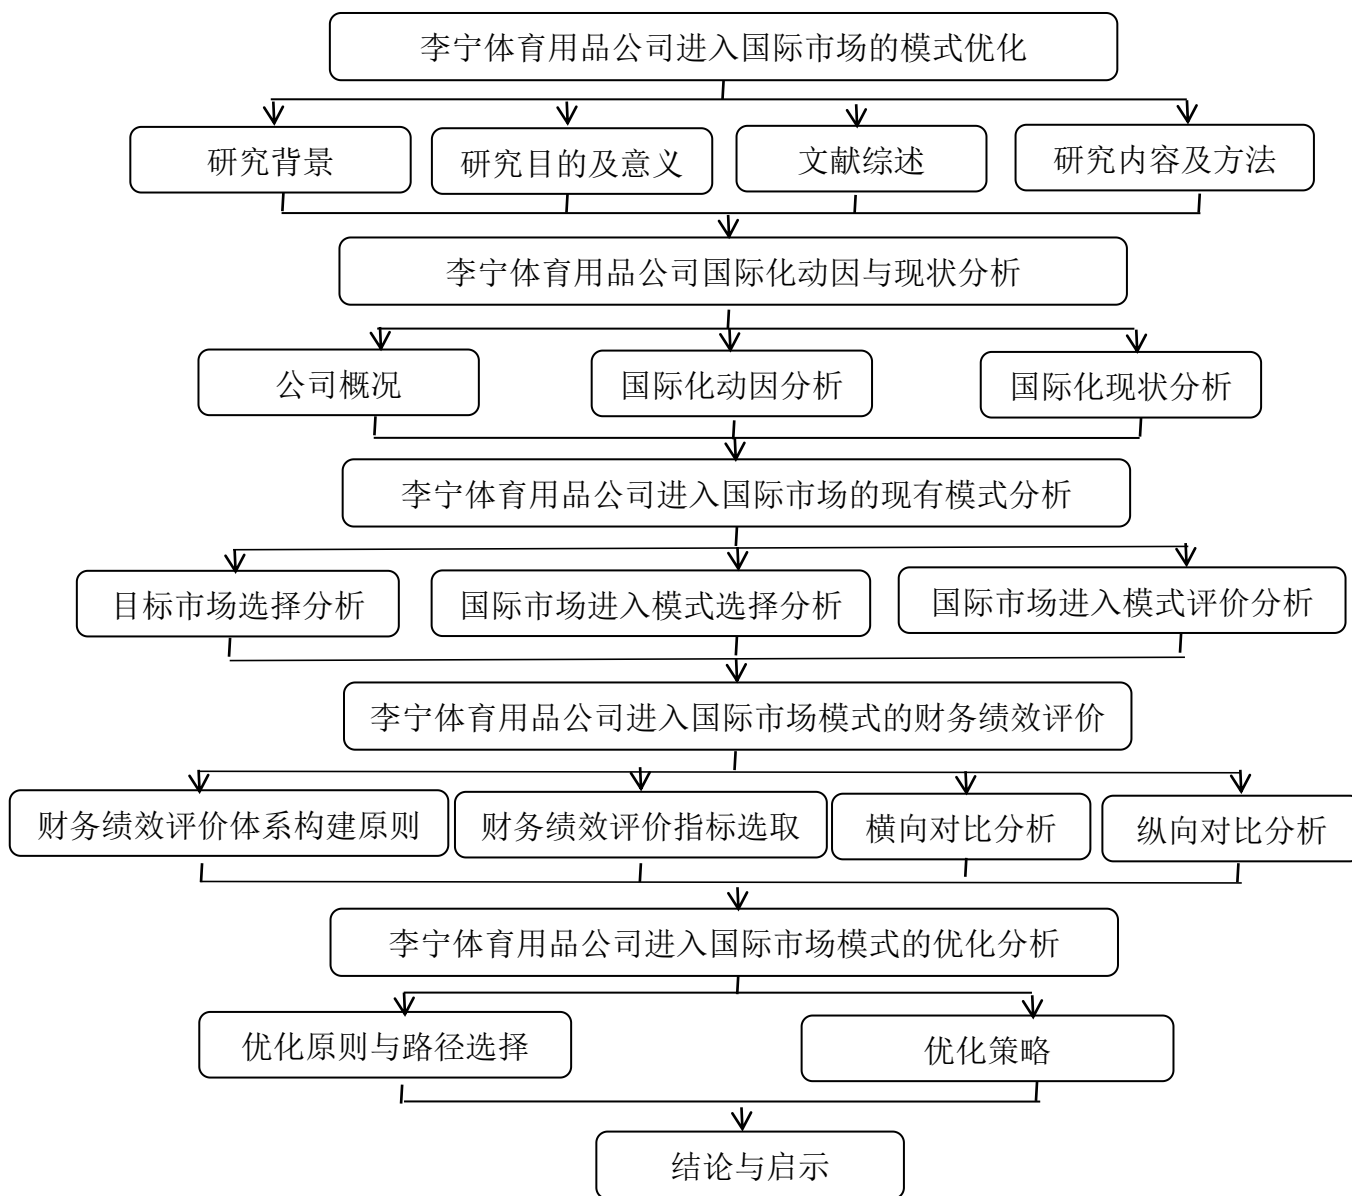 李宁体育用品公司进入国际市场的模式优化
研究背景
研究目的及意义
文献综述
研究内容及方法
李宁体育用品公司国际化动因与现状分析
公司概况
国际化动因分析
国际化现状分析
李宁体育用品公司进入国际市场的现有模式分析
目标市场选择分析
国际市场进入模式选择分析
国际市场进入模式评价分析
李宁体育用品公司进入国际市场模式的财务绩效评价
财务绩效评价体系构建原则
财务绩效评价指标选取
横向对比分析
纵向对比分析
李宁体育用品公司进入国际市场模式的优化分析
优化原则与路径选择
优化策略
结论与启示